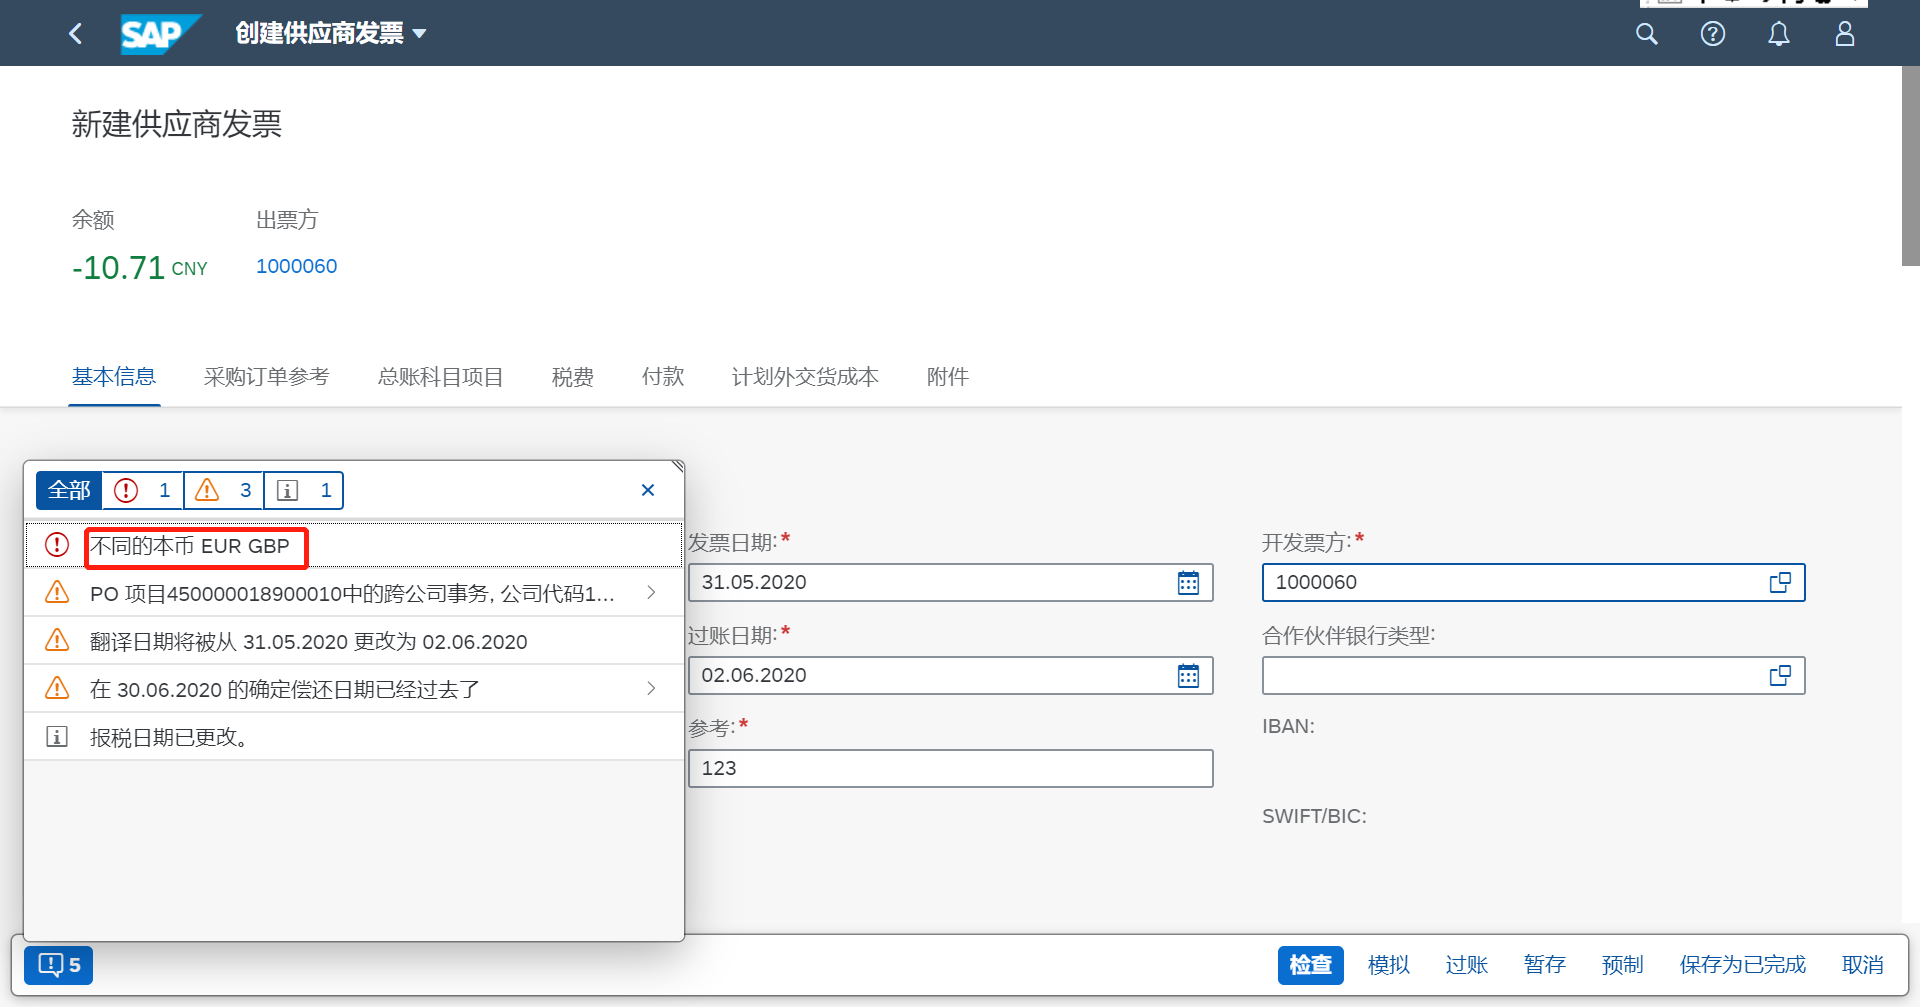 SAP 创建供应商发票
新建供应商发票
余额 出票方
-10.71 CNY 1000060
基本信息 采购订单参考 总账科目项目 税费 付款 计划外交货成本 附件
全部 1 3 1
不同的本币 EUR GBP
PO 项目450000018900010中的跨公司事务, 公司代码1...
翻译日期将被从 31.05.2020 更改为 02.06.2020
在 30.06.2020 的确定偿还日期已经过去了
报税日期已更改。
发票日期:* 开发票方:*
31.05.2020 1000060
过账日期:* 合作伙伴银行类型:
02.06.2020
参考:* IBAN:
123
SWIFT/BIC:
5 检查 模拟 过账 暂存 预制 保存为已完成 取消